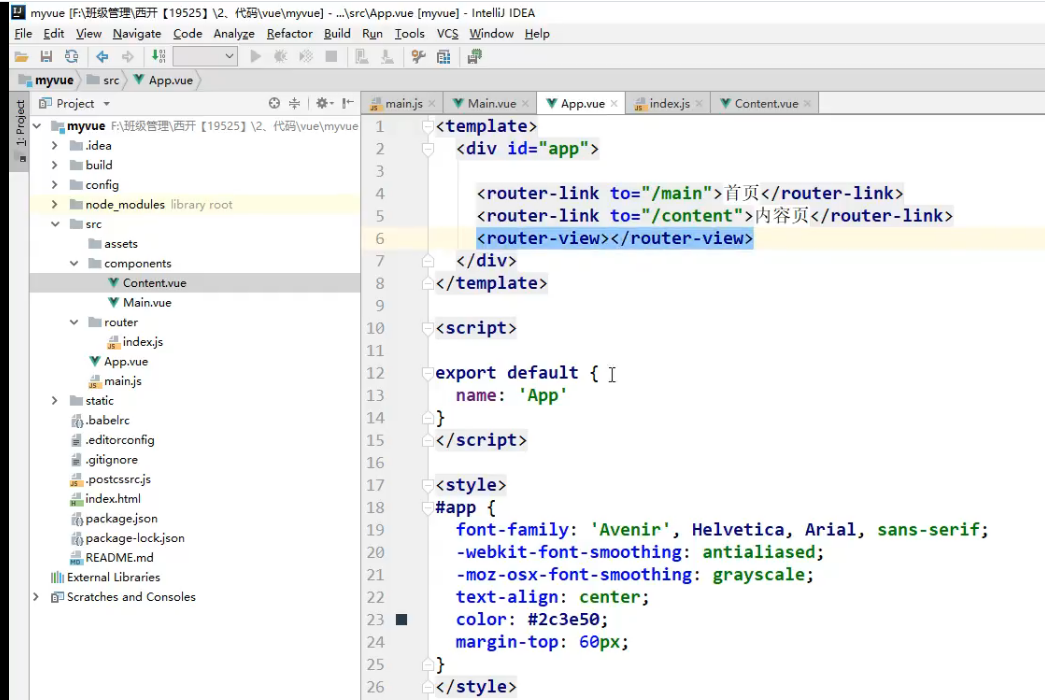 myvue [F:\班级管理\西开【19525】\2、代码\vue\myvue] - ...\src\App.vue [myvue] - IntelliJ IDEA
File Edit View Navigate Code Analyze Refactor Build Run Tools VCS Window Help
myvue src App.vue
1: Project
Project
main.js Main.vue App.vue index.js Content.vue
myvue F:\班级管理\西开【19525】\2、代码\vue\myvue
.idea
build
config
node_modules library root
src
assets
components
Content.vue
Main.vue
router
index.js
App.vue
main.js
static
.babelrc
.editorconfig
.gitignore
.postcssrc.js
index.html
package.json
package-lock.json
README.md
External Libraries
Scratches and Consoles
1 <template>
2 <div id="app">
3
4 <router-link to="/main">首页</router-link>
5 <router-link to="/content">内容页</router-link>
6 <router-view></router-view>
7 </div>
8 </template>
9
10 <script>
11
12 export default {
13 name: 'App'
14 }
15 </script>
16
17 <style>
18 #app {
19 font-family: 'Avenir', Helvetica, Arial, sans-serif;
20 -webkit-font-smoothing: antialiased;
21 -moz-osx-font-smoothing: grayscale;
22 text-align: center;
23 color: #2c3e50;
24 margin-top: 60px;
25 }
26 </style>